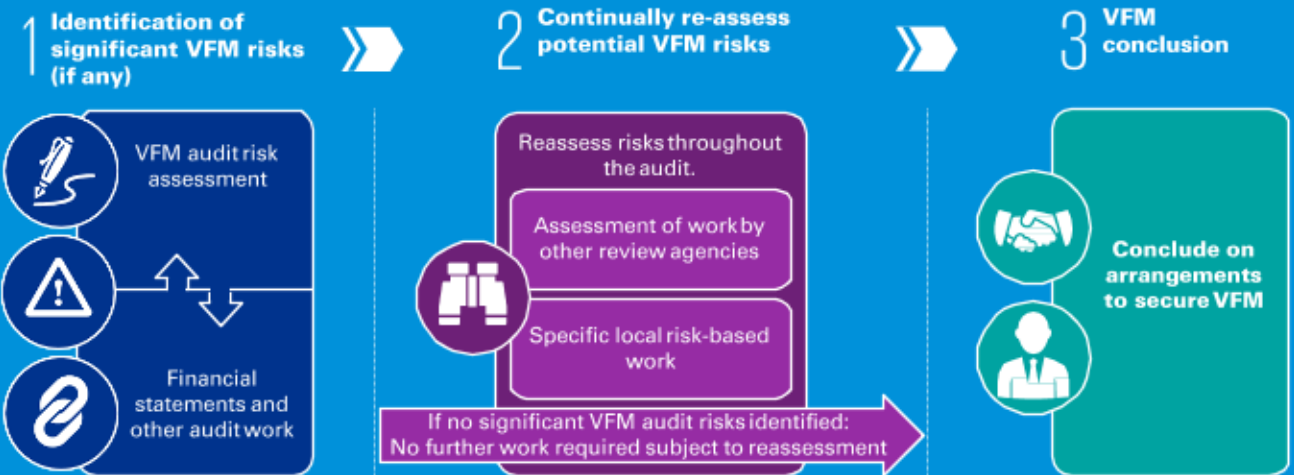 1
Identification of
significant VFM risks
(if any)
2
Continually re-assess
potential VFM risks
3
VFM
conclusion
VFM audit risk
assessment
Financial
statements and
other audit work
Reassess risks throughout
the audit.
Assessment of work by
other review agencies
Specific local risk-based
work
If no significant VFM audit risks identified:
No further work required subject to reassessment
Conclude on
arrangements
to secure VFM